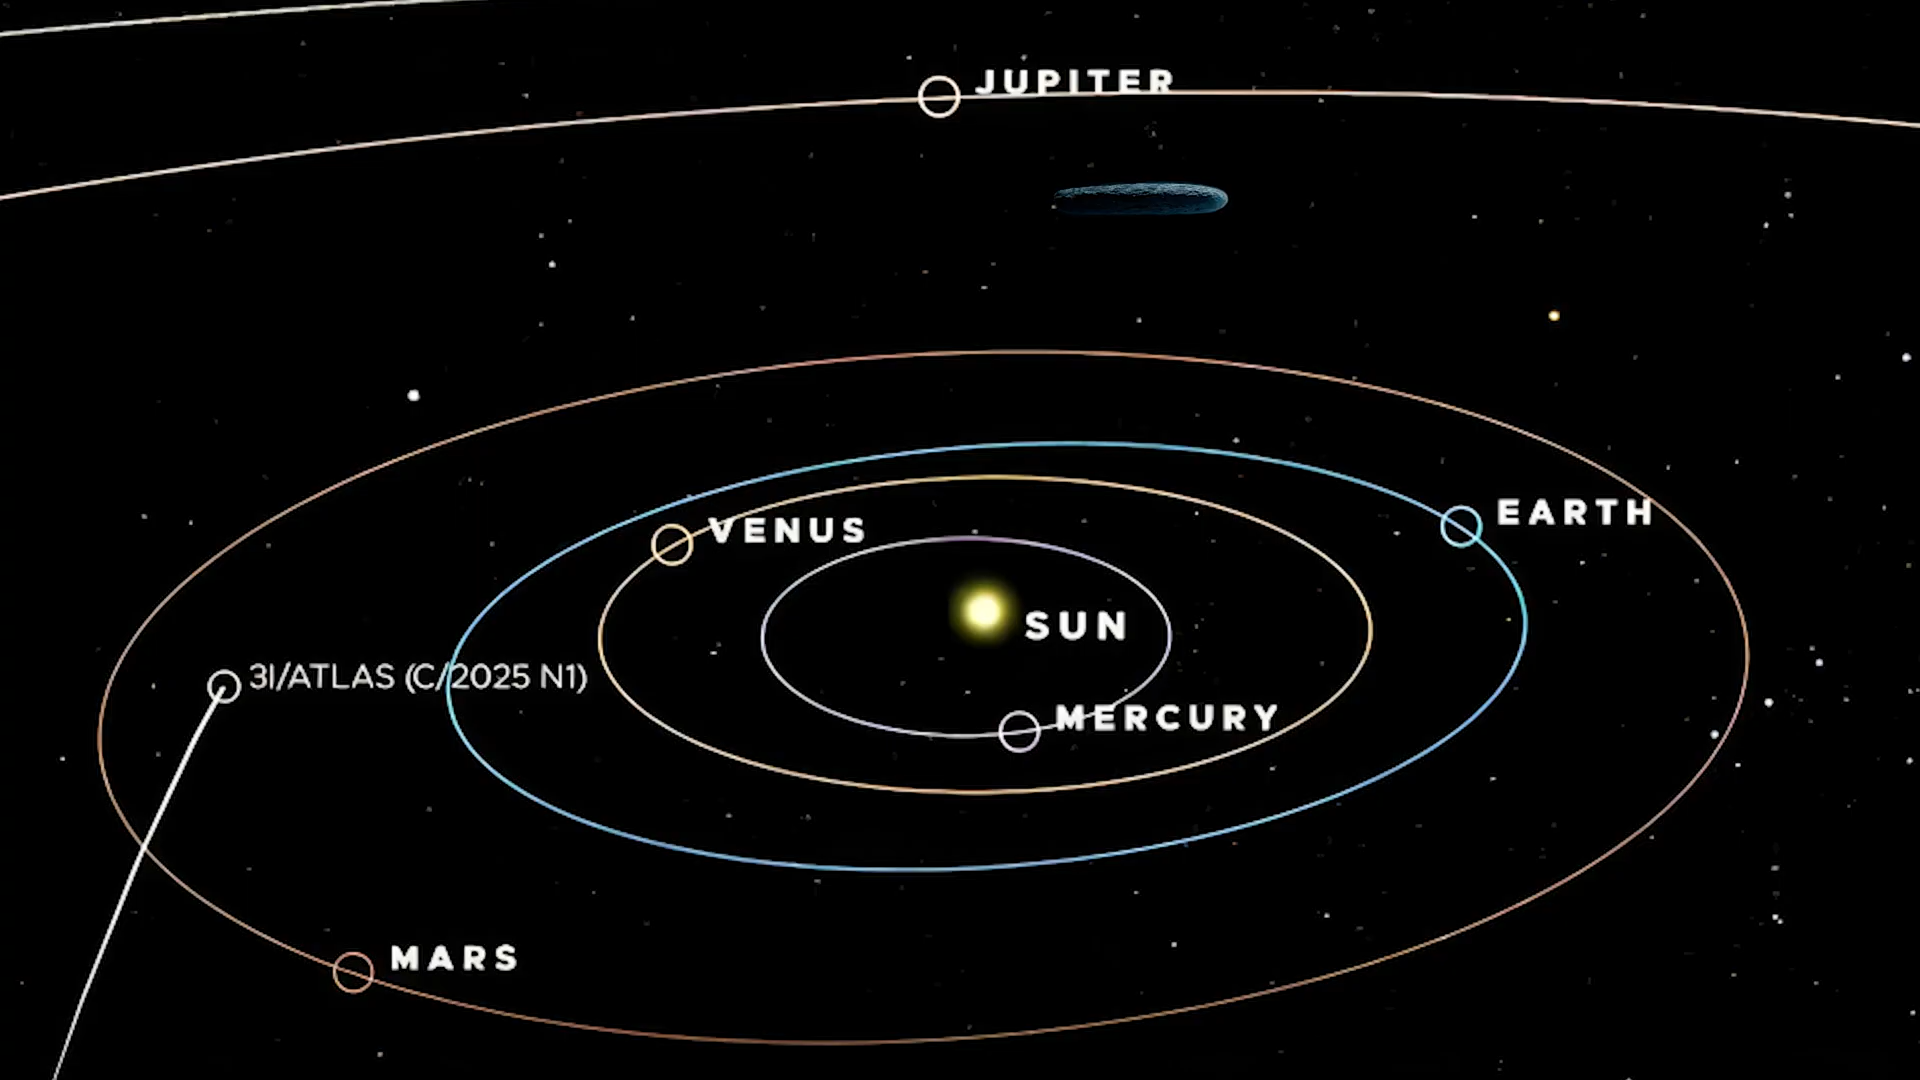 JUPITER
EARTH
VENUS
SUN
3I/ATLAS (C/2025 N1)
MERCURY
MARS